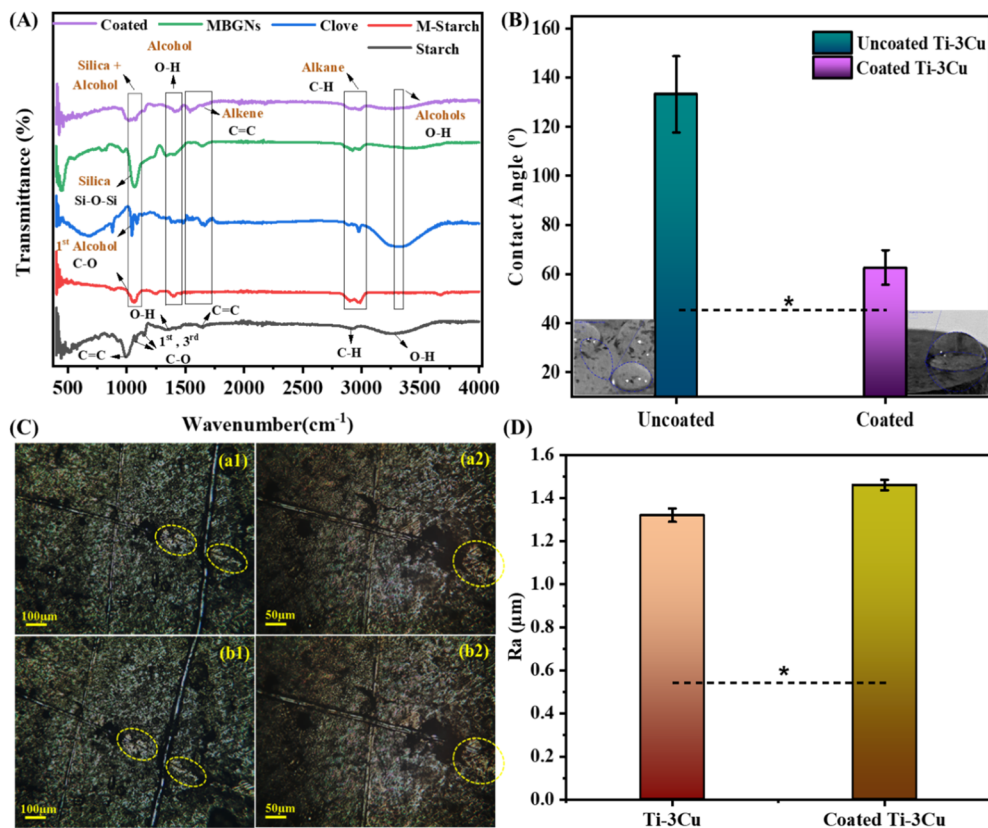 (A)
Coated
MBGNs
Clove
M-Starch
Starch
Silica +
Alcohol
Alcohol
O-H
Alkane
C-H
Alkene
C=C
Alcohols
O-H
Silica
Si-O-Si
1st Alcohol
C-O
O-H
C=C
C=C
1st , 3rd
C-O
C-H
O-H
Transmittance (%)
500 1000 1500 2000 2500 3000 3500 4000
Wavenumber(cm-1)
(B)
Uncoated Ti-3Cu
Coated Ti-3Cu
160
140
120
100
80
60
40
20
*
Contact Angle (º)
Uncoated Coated
(C)
(a1)
100µm
(a2)
50µm
(b1)
100µm
(b2)
50µm
(D)
1.6
1.4
1.2
1.0
0.8
0.6
0.4
0.2
0.0
*
Ra (µm)
Ti-3Cu Coated Ti-3Cu